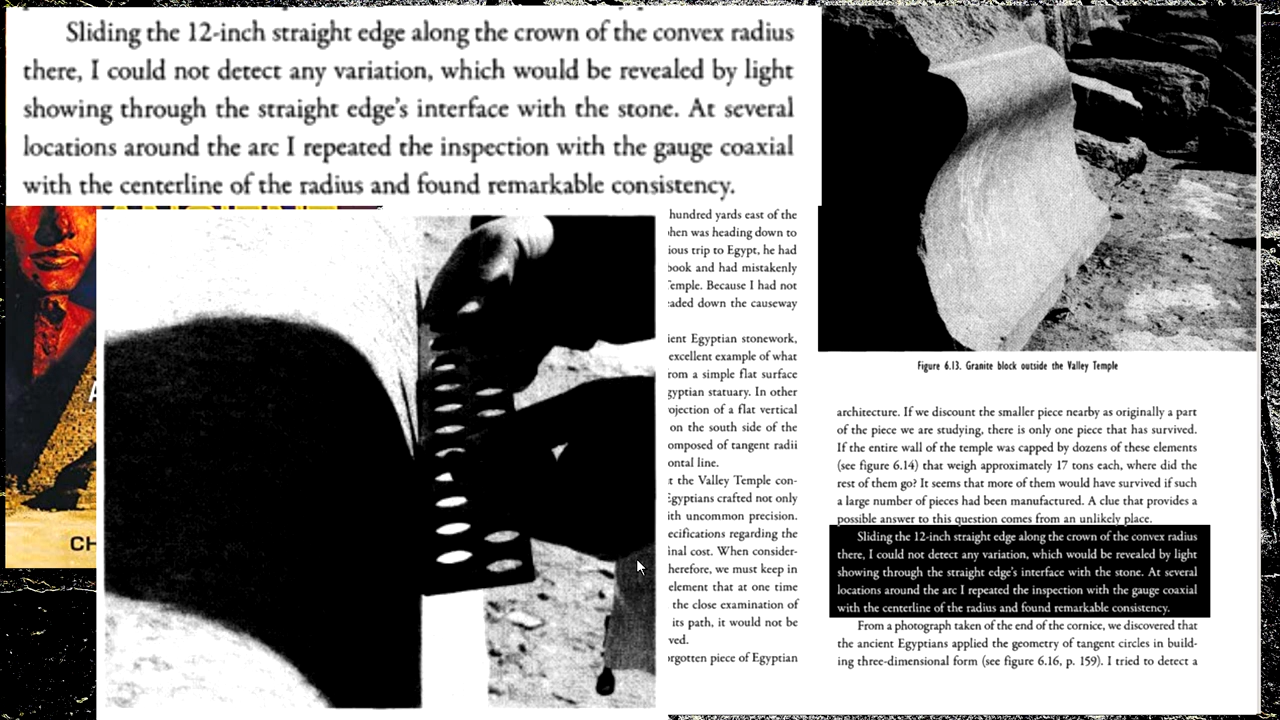 Sliding the 12-inch straight edge along the crown of the convex radius
there, I could not detect any variation, which would be revealed by light
showing through the straight edge's interface with the stone. At several
locations around the arc I repeated the inspection with the gauge coaxial
with the centerline of the radius and found remarkable consistency.
A
CH
hundred yards east of the
hen was heading down to
ious trip to Egypt, he had
book and had mistakenly
Temple. Because I had not
eaded down the causeway
ient Egyptian stonework,
excellent example of what
rom a simple flat surface
gyptian statuary. In other
ojection of a flat vertical
on the south side of the
omposed of tangent radii
ontal line.
t the Valley Temple con-
Egyptians crafted not only
ith uncommon precision.
ecifications regarding the
inal cost. When consider-
herefore, we must keep in
element that at one time
the close examination of
its path, it would not be
ved.
orgotten piece of Egyptian
Figure 6.13. Granite block outside the Valley Temple
architecture. If we discount the smaller piece nearby as originally a part
of the piece we are studying, there is only one piece that has survived.
If the entire wall of the temple was capped by dozens of these elements
(see figure 6.14) that weigh approximately 17 tons each, where did the
rest of them go? It seems that more of them would have survived if such
a large number of pieces had been manufactured. A clue that provides a
possible answer to this question comes from an unlikely place.
Sliding the 12-inch straight edge along the crown of the convex radius
there, I could not detect any variation, which would be revealed by light
showing through the straight edge's interface with the stone. At several
locations around the arc I repeated the inspection with the gauge coaxial
with the centerline of the radius and found remarkable consistency.
From a photograph taken of the end of the cornice, we discovered that
the ancient Egyptians applied the geometry of tangent circles in build-
ing three-dimensional form (see figure 6.16, p. 159). I tried to detect a